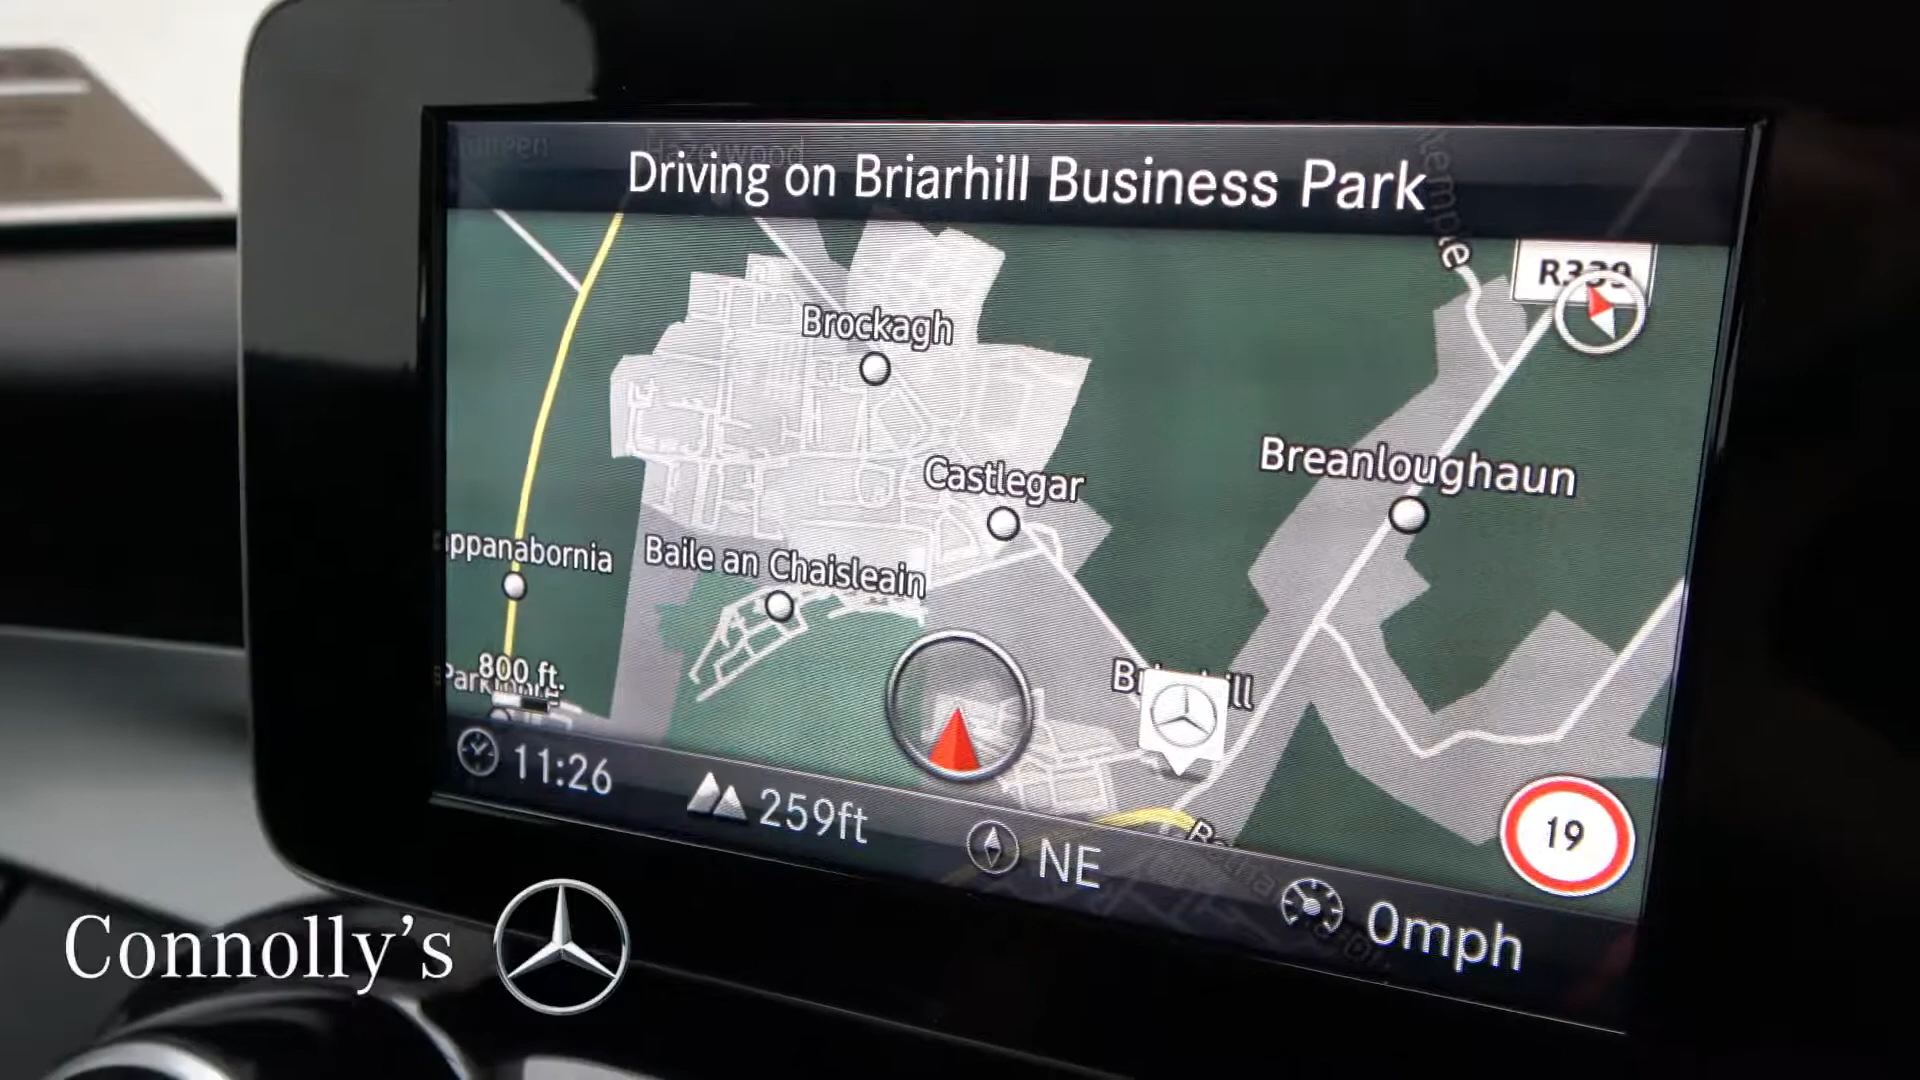 Driving on Briarhill Business Park
R339
Brockagh
Castlegar
Breanloughaun
Baile an Chaisleain
800 ft.
11:26
259ft
NE
19
0mph
Connolly's